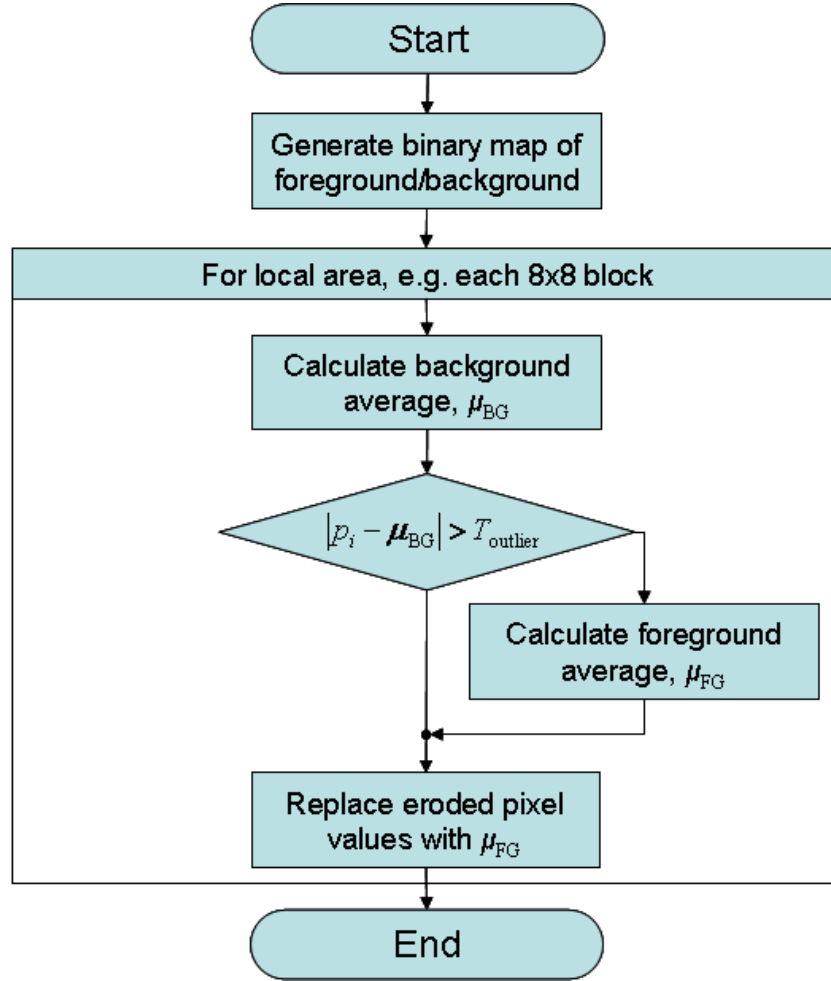 Start
Generate binary map of
foreground/background
For local area, e.g. each 8x8 block
Calculate background
average, μBG
|pi − μBG| > Toutlier
Calculate foreground
average, μFG
Replace eroded pixel
values with μFG
End